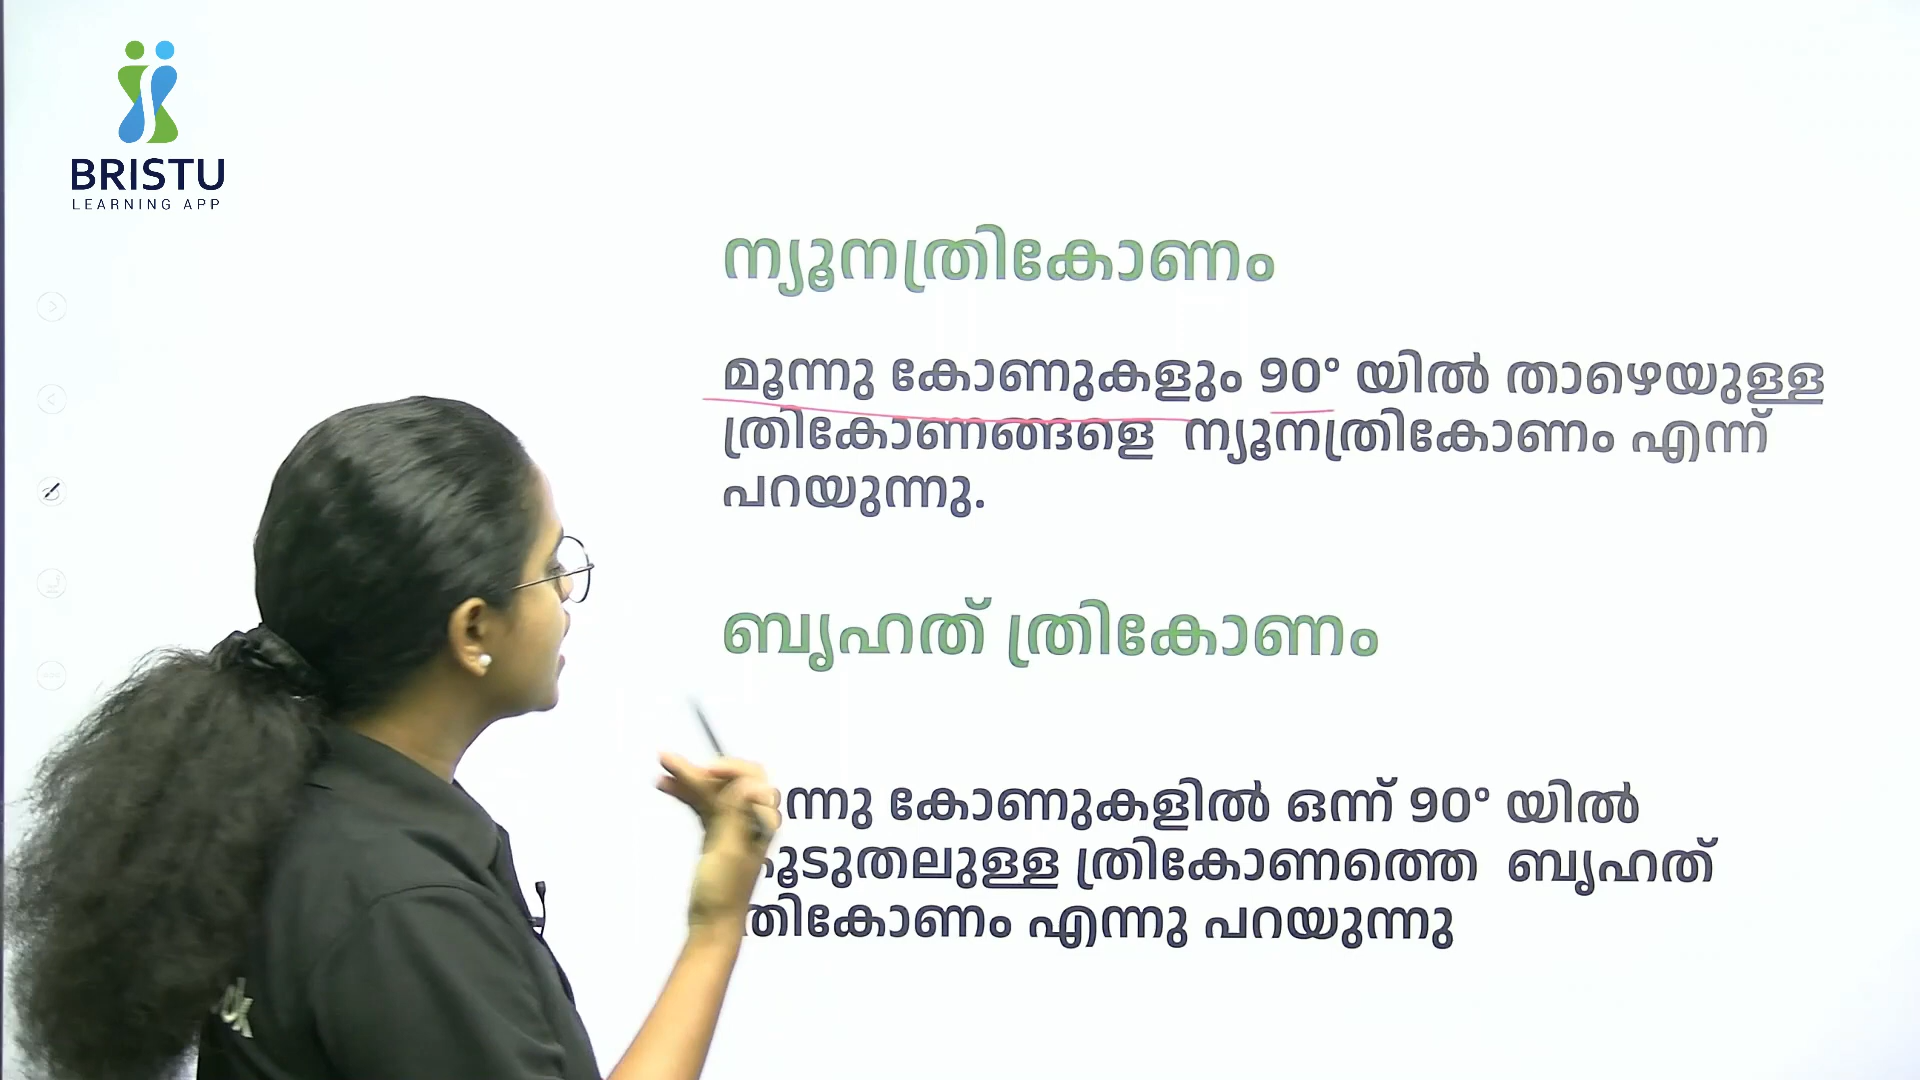 BRISTU
LEARNING APP
ന്യൂനത്രികോണം
മൂന്നു കോണുകളും 90° യിൽ താഴെയുള്ള
ത്രികോണങ്ങളെ ന്യൂനത്രികോണം എന്ന്
പറയുന്നു.
ബൃഹത് ത്രികോണം
കോണുകളിൽ ഒന്ന് 90° യിൽ
ത്രികോണത്തെ ബൃഹത്
എന്നു പറയുന്നു